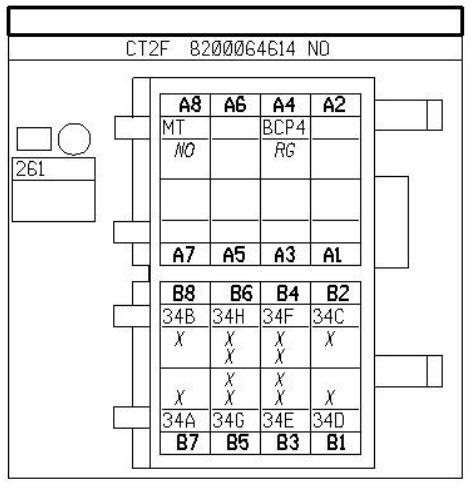 CT2F 8200064614 NO
A8 A6 A4 A2
MT BCP4
NO RG
261
A7 A5 A3 A1
B8 B6 B4 B2
34B 34H 34F 34C
X X X X
X X
X X
X X X X
34A 34G 34E 34D
B7 B5 B3 B1